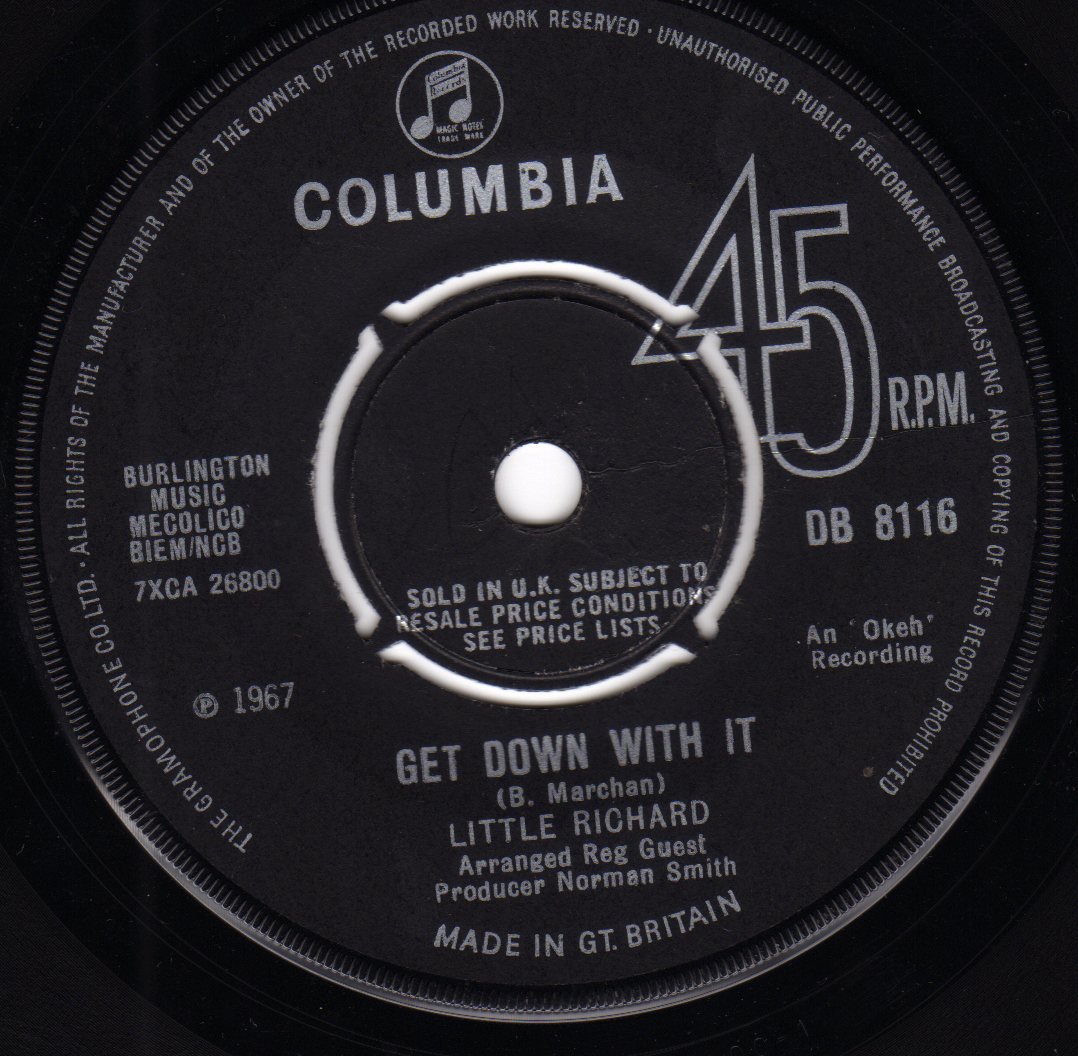 THE GRAMOPHONE CO. LTD. · ALL RIGHTS OF THE MANUFACTURER AND OF THE OWNER OF THE RECORDED WORK RESERVED · UNAUTHORISED PUBLIC PERFORMANCE BROADCASTING AND COPYING OF THIS RECORD PROHIBITED
Columbia
Records
MAGIC NOTES
TRADE MARK
COLUMBIA
45
R.P.M.
BURLINGTON
MUSIC
MECOLICO
BIEM/NCB
7XCA 26800
DB 8116
SOLD IN U.K. SUBJECT TO
RESALE PRICE CONDITIONS
SEE PRICE LISTS
An 'Okeh'
Recording
℗ 1967
GET DOWN WITH IT
(B. Marchan)
LITTLE RICHARD
Arranged Reg Guest
Producer Norman Smith
MADE IN GT. BRITAIN